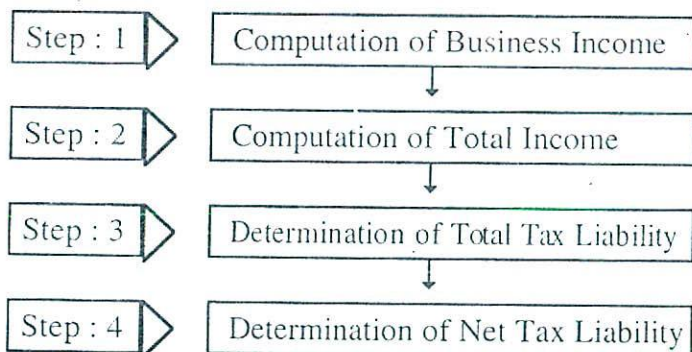 Step : 1 Computation of Business Income
Step : 2 Computation of Total Income
Step : 3 Determination of Total Tax Liability
Step : 4 Determination of Net Tax Liability